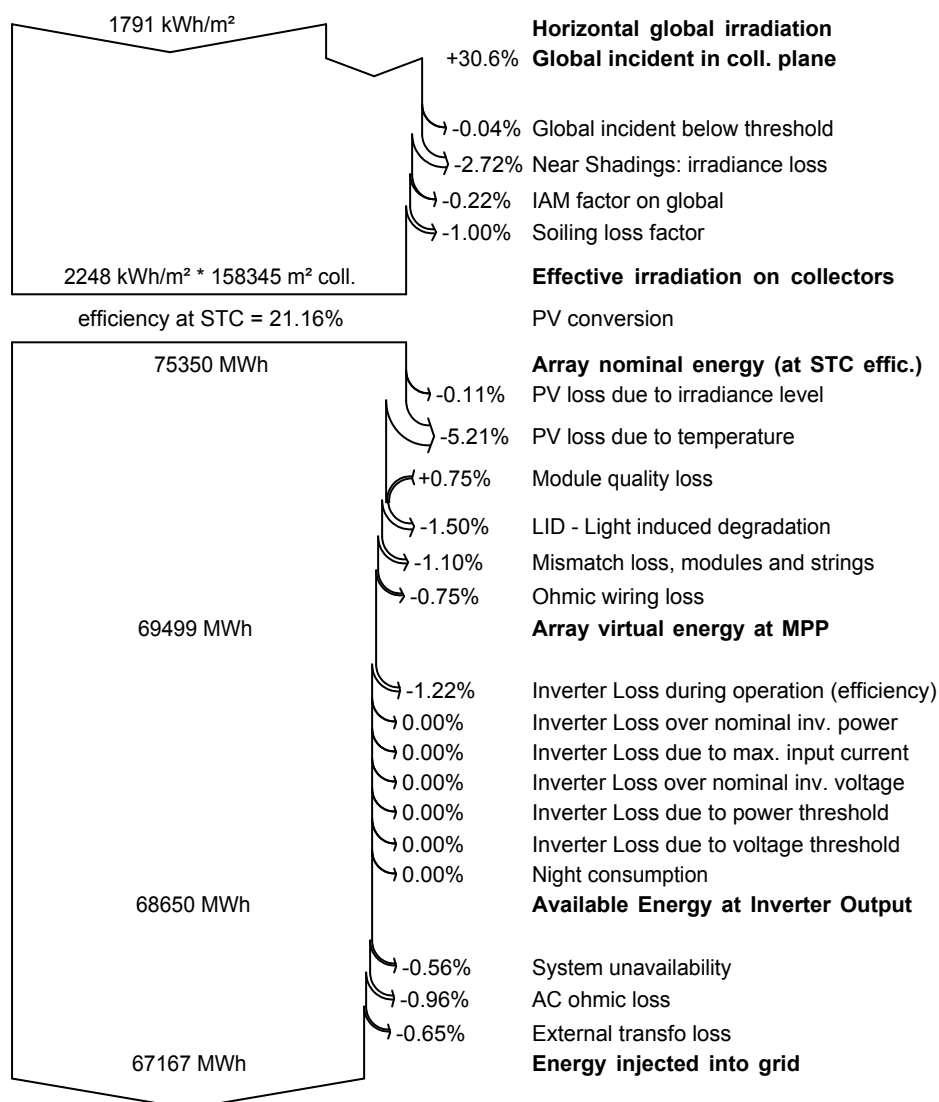 1791 kWh/m² Horizontal global irradiation
+30.6% Global incident in coll. plane
-0.04% Global incident below threshold
-2.72% Near Shadings: irradiance loss
-0.22% IAM factor on global
-1.00% Soiling loss factor
2248 kWh/m² * 158345 m² coll. Effective irradiation on collectors
efficiency at STC = 21.16% PV conversion
75350 MWh Array nominal energy (at STC effic.)
-0.11% PV loss due to irradiance level
-5.21% PV loss due to temperature
+0.75% Module quality loss
-1.50% LID - Light induced degradation
-1.10% Mismatch loss, modules and strings
-0.75% Ohmic wiring loss
69499 MWh Array virtual energy at MPP
-1.22% Inverter Loss during operation (efficiency)
0.00% Inverter Loss over nominal inv. power
0.00% Inverter Loss due to max. input current
0.00% Inverter Loss over nominal inv. voltage
0.00% Inverter Loss due to power threshold
0.00% Inverter Loss due to voltage threshold
0.00% Night consumption
68650 MWh Available Energy at Inverter Output
-0.56% System unavailability
-0.96% AC ohmic loss
-0.65% External transfo loss
67167 MWh Energy injected into grid